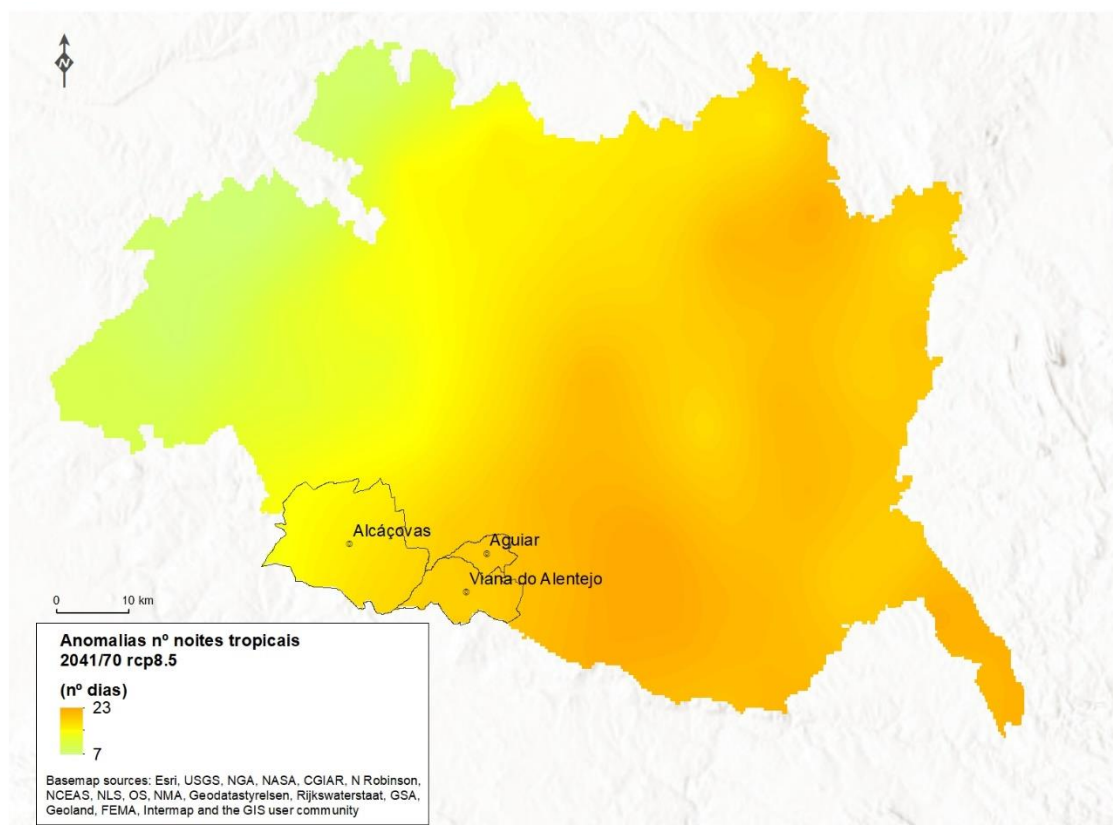 N
Alcáçovas
Aguiar
Viana do Alentejo
0 10 km
Anomalias nº noites tropicais
2041/70 rcp8.5
(nº dias)
23
7
Basemap sources: Esri, USGS, NGA, NASA, CGIAR, N Robinson,
NCEAS, NLS, OS, NMA, Geodatastyrelsen, Rijkswaterstaat, GSA,
Geoland, FEMA, Intermap and the GIS user community